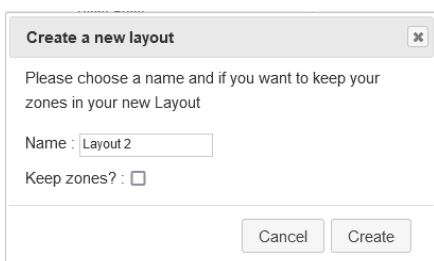 Create a new layout
Please choose a name and if you want to keep your
zones in your new Layout
Name : Layout 2
Keep zones? :
Cancel Create